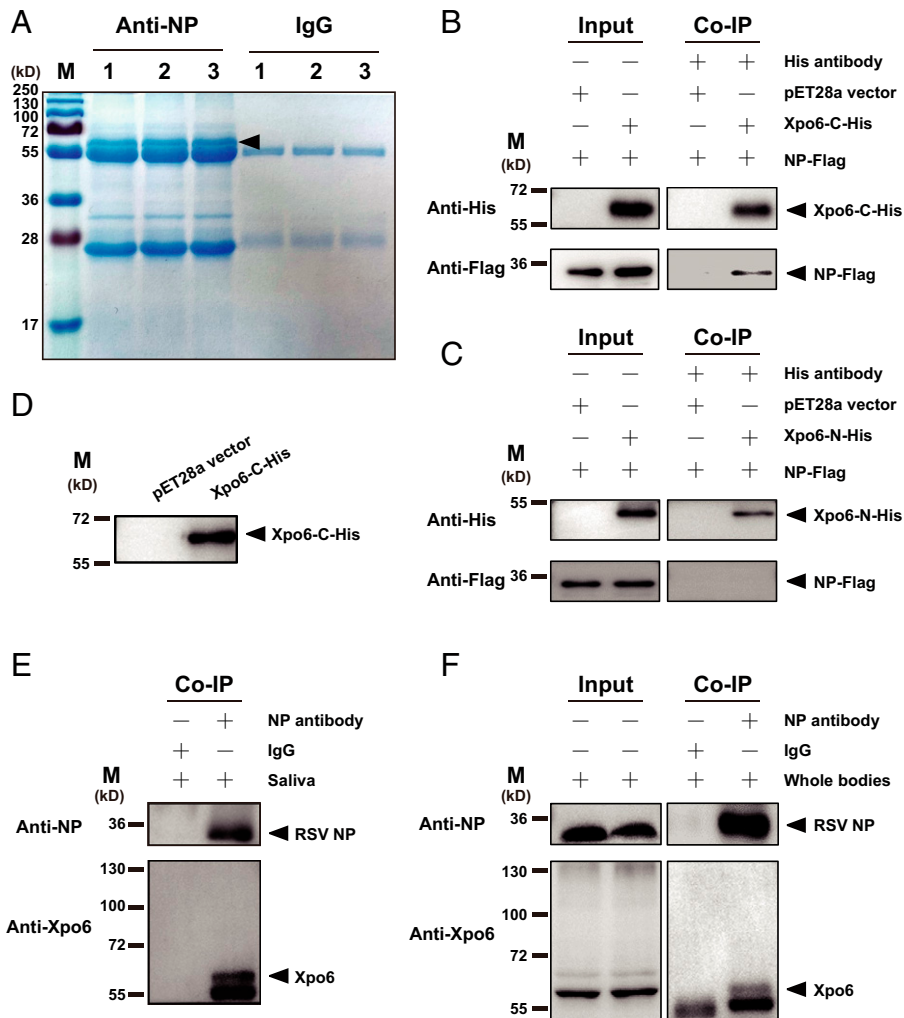 A
Anti-NP IgG
(kD) M 1 2 3 1 2 3
250
130
100
72
55
36
28
17
B
Input Co-IP
— — + + His antibody
+ — + — pET28a vector
— + — + Xpo6-C-His
+ + + + NP-Flag
M
(kD)
72
Anti-His Xpo6-C-His
55
36
Anti-Flag NP-Flag
C
Input Co-IP
— — + + His antibody
+ — + — pET28a vector
— + — + Xpo6-N-His
+ + + + NP-Flag
M
(kD)
55
Anti-His Xpo6-N-His
36
Anti-Flag NP-Flag
D
M
(kD)
pET28a vector
Xpo6-C-His
72
Xpo6-C-His
55
E
Co-IP
— + NP antibody
+ — IgG
+ + Saliva
M
(kD)
36
Anti-NP RSV NP
130
100
Anti-Xpo6
72
Xpo6
55
F
Input Co-IP
— — — + NP antibody
— — + — IgG
+ + + + Whole bodies
M
(kD)
36
Anti-NP RSV NP
130
100
Anti-Xpo6
72
Xpo6
55